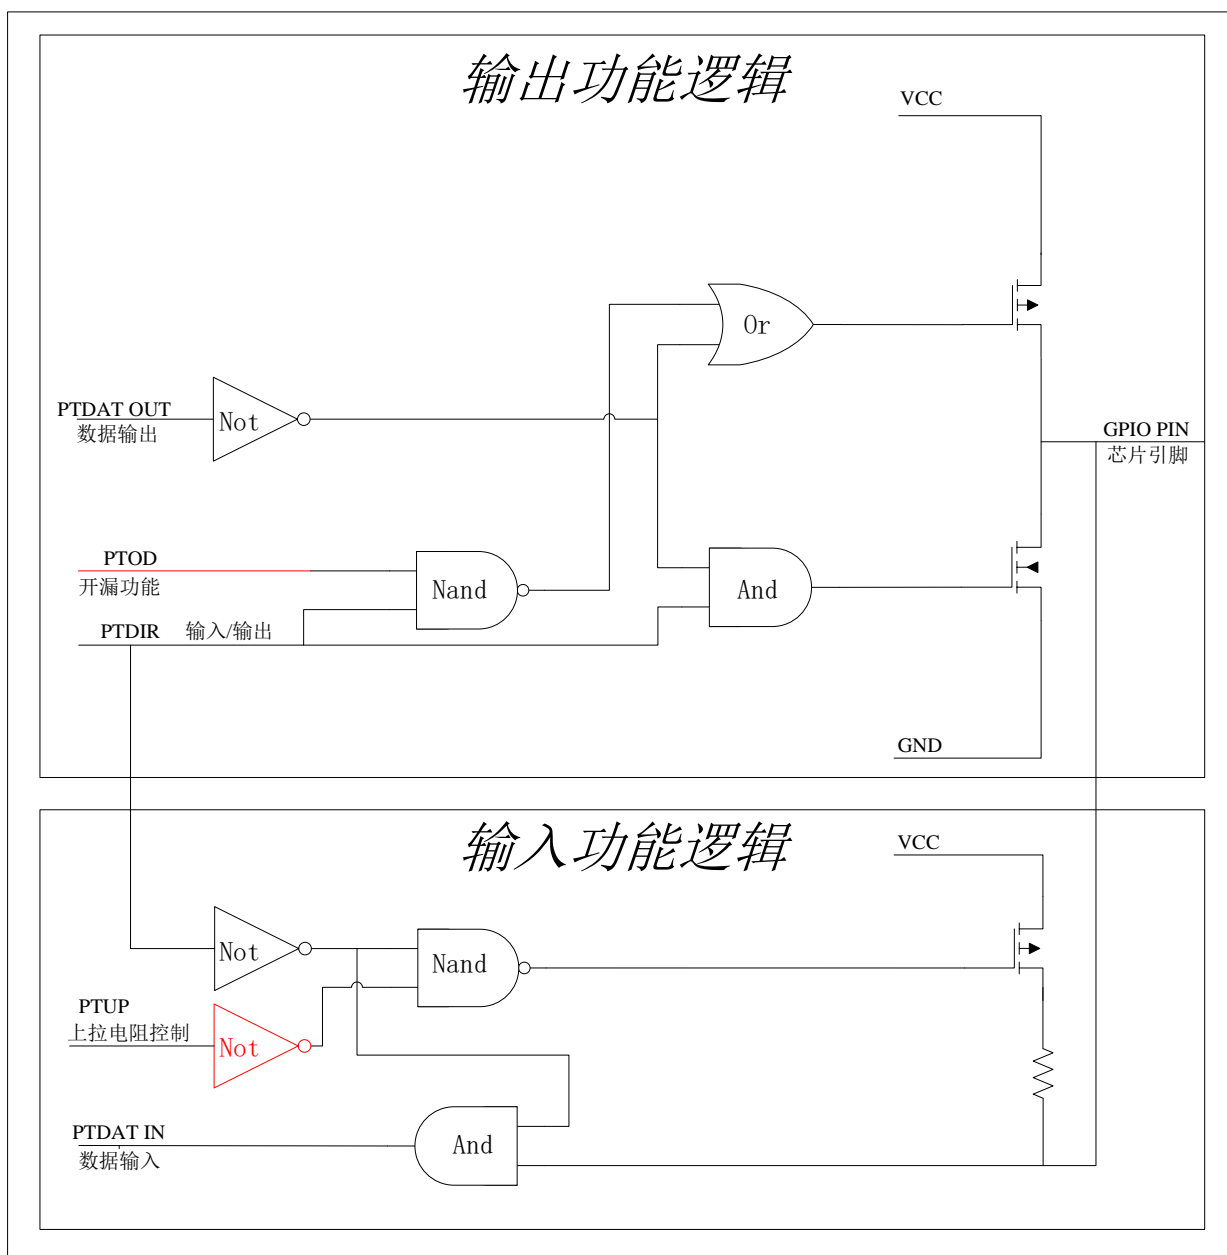 输出功能逻辑
VCC
Or
PTDAT OUT
Not
数据输出
GPIO PIN
芯片引脚
PTOD
开漏功能
Nand
And
PTDIR 输入/输出
GND
输入功能逻辑
VCC
Not
Nand
PTUP
上拉电阻控制
Not
PTDAT IN
数据输入
And